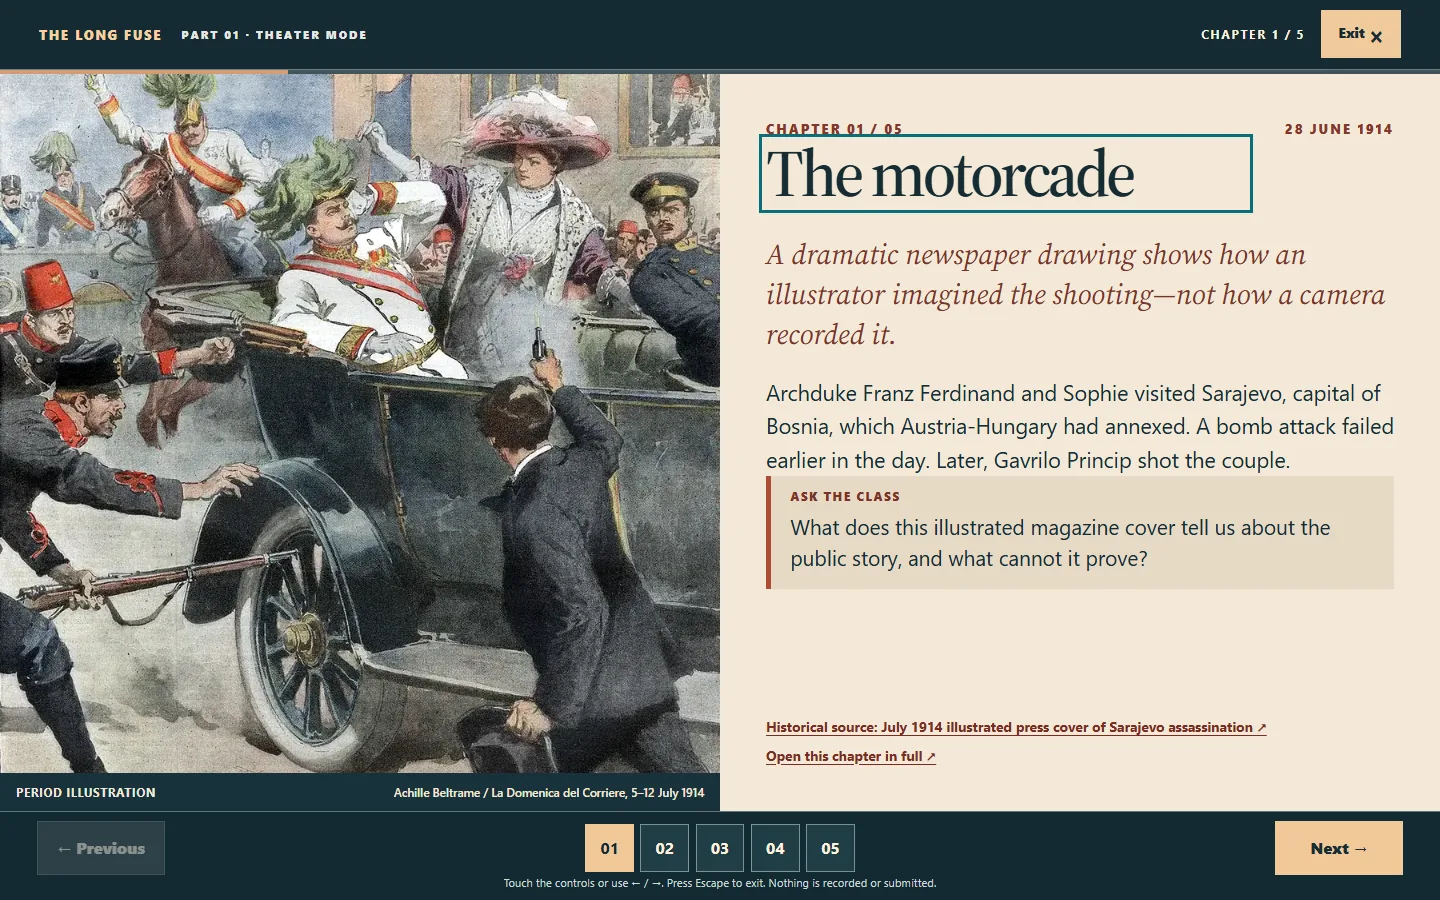 THE LONG FUSE
PART 01 · THEATER MODE
CHAPTER 1 / 5
Exit ×
CHAPTER 01 / 05
28 JUNE 1914
The motorcade
A dramatic newspaper drawing shows how an
illustrator imagined the shooting—not how a camera
recorded it.
Archduke Franz Ferdinand and Sophie visited Sarajevo, capital of
Bosnia, which Austria-Hungary had annexed. A bomb attack failed
earlier in the day. Later, Gavrilo Princip shot the couple.
ASK THE CLASS
What does this illustrated magazine cover tell us about the
public story, and what cannot it prove?
Historical source: July 1914 illustrated press cover of Sarajevo assassination ↗
Open this chapter in full ↗
PERIOD ILLUSTRATION
Achille Beltrame / La Domenica del Corriere, 5–12 July 1914
← Previous
01
02
03
04
05
Next →
Touch the controls or use ← / →. Press Escape to exit. Nothing is recorded or submitted.